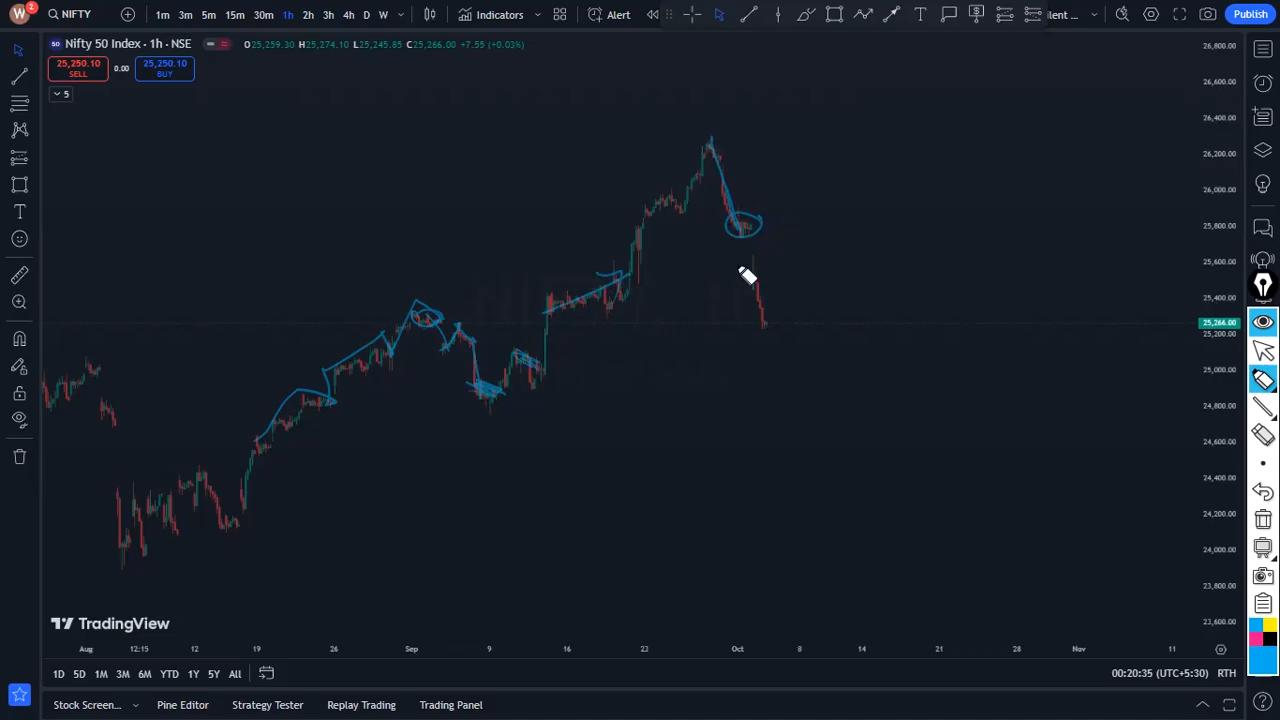 W 3 NIFTY 1m 3m 5m 15m 30m 1h 2h 3h 4h D W Indicators Alert ilent ... Publish
50 Nifty 50 Index · 1h · NSE O25,259.30 H25,274.10 L25,245.85 C25,266.00 +7.55 (+0.03%)
25,250.10 SELL 0.00 25,250.10 BUY
5
26,800.00
26,600.00
26,400.00
26,200.00
26,000.00
25,800.00
25,600.00
25,400.00
25,266.00
25,200.00
25,000.00
24,800.00
24,600.00
24,400.00
24,200.00
24,000.00
23,800.00
23,600.00
TradingView
Aug 12:15 19 26 Sep 9 16 23 Oct 8 14 21 28 Nov 11
1D 5D 1M 3M 6M YTD 1Y 5Y All 00:20:35 (UTC+5:30) RTH
Stock Screen... Pine Editor Strategy Tester Replay Trading Trading Panel